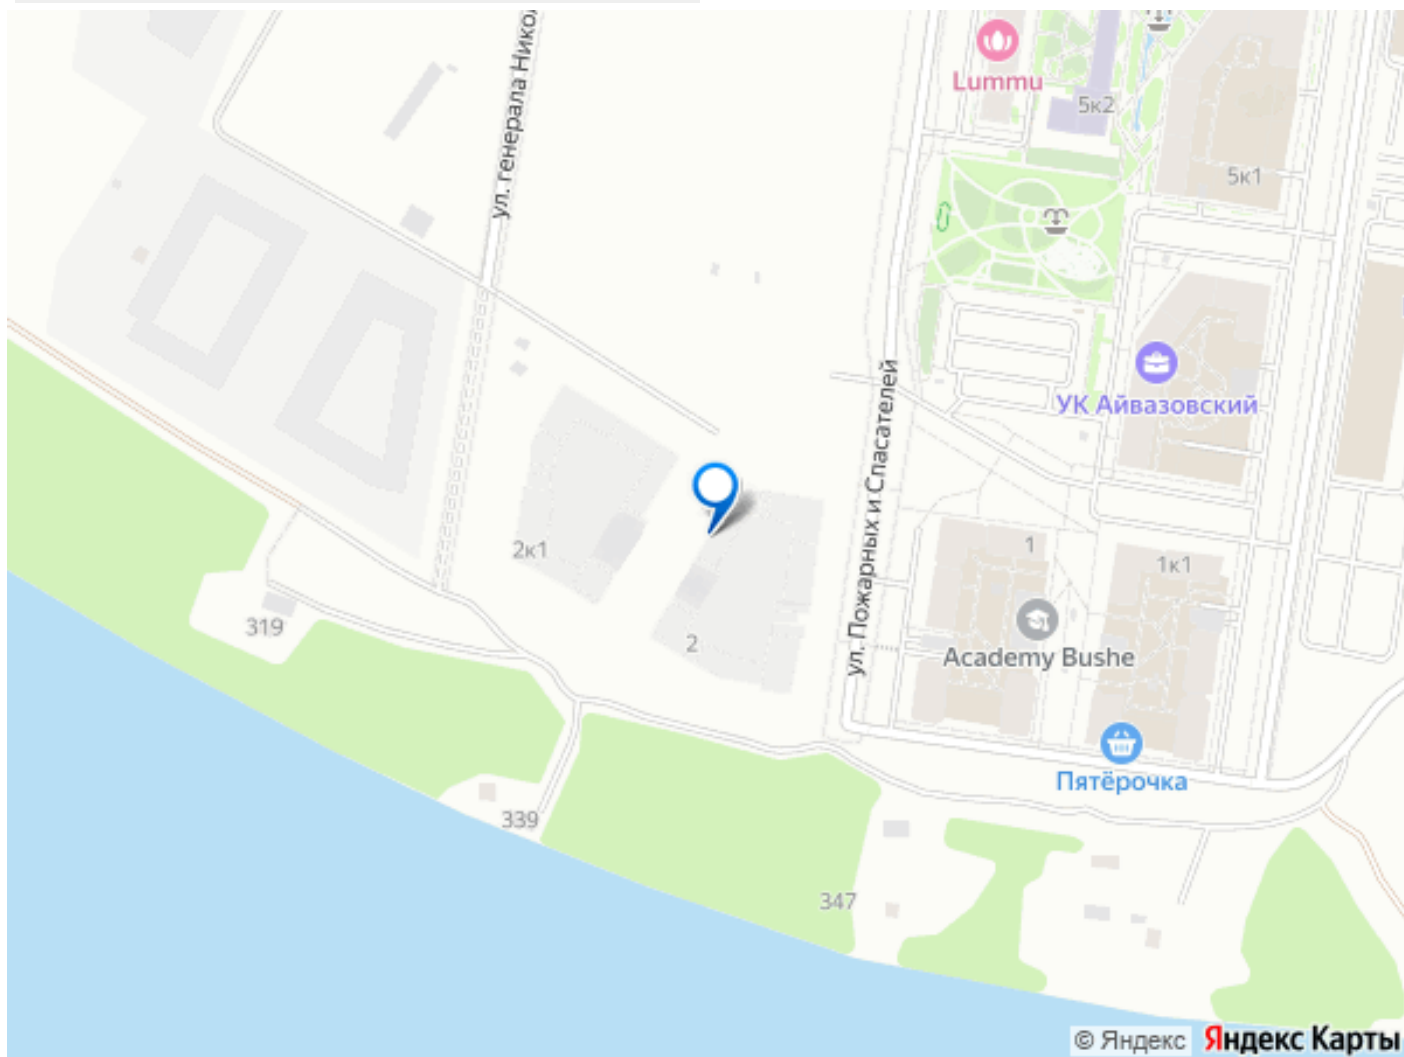 Lummu
5к2
ул. генерала Нико
5к1
УК Айвазовский
ул. Пожарных и Спасателей
2к1
1
1к1
319
2
Academy Bushe
Пятёрочка
339
347
© Яндекс Яндекс Карты